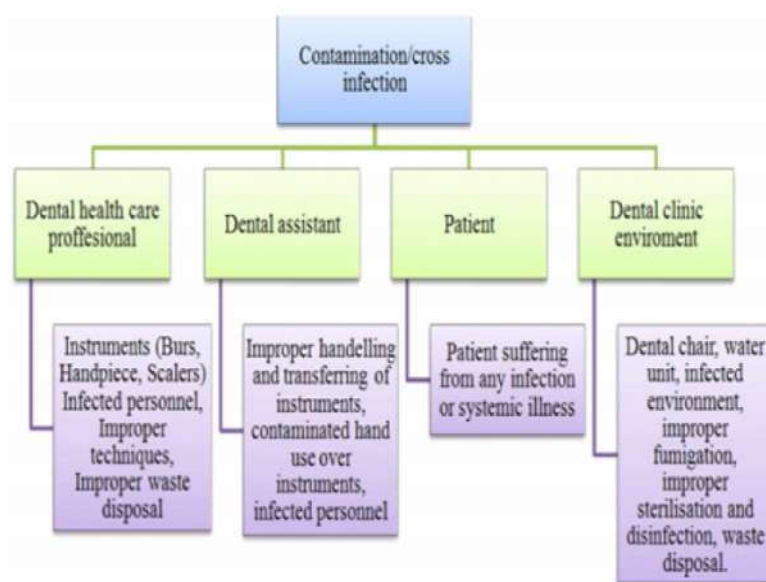 Contamination/cross
infection
Dental health care
proffesional
Dental assistant
Patient
Dental clinic
enviroment
Instruments (Burs,
Handpiece, Scalers)
Infected personnel,
Improper
techniques,
Improper waste
disposal
Improper handelling
and transferring of
instruments,
contaminated hand
use over
instruments,
infected personnel
Patient suffering
from any infection
or systemic illness
Dental chair, water
unit, infected
environment,
improper
fumigation,
improper
sterilisation and
disinfection, waste
disposal.